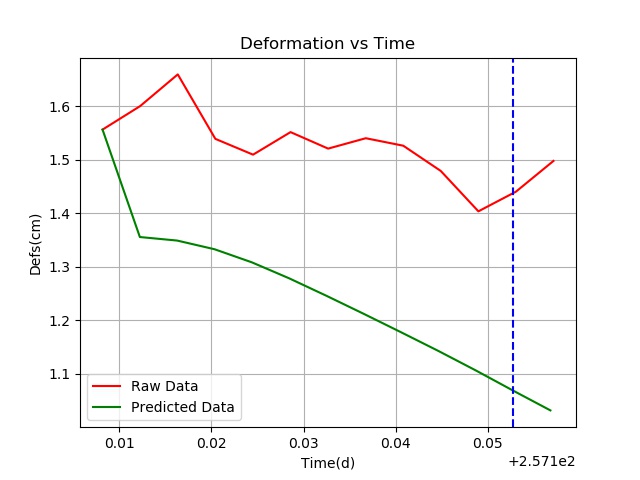 Deformation vs Time
1.6
1.5
1.4
1.3
1.2
1.1
Defs(cm)
Raw Data
Predicted Data
0.01 0.02 0.03 0.04 0.05
Time(d)
+2.571e2